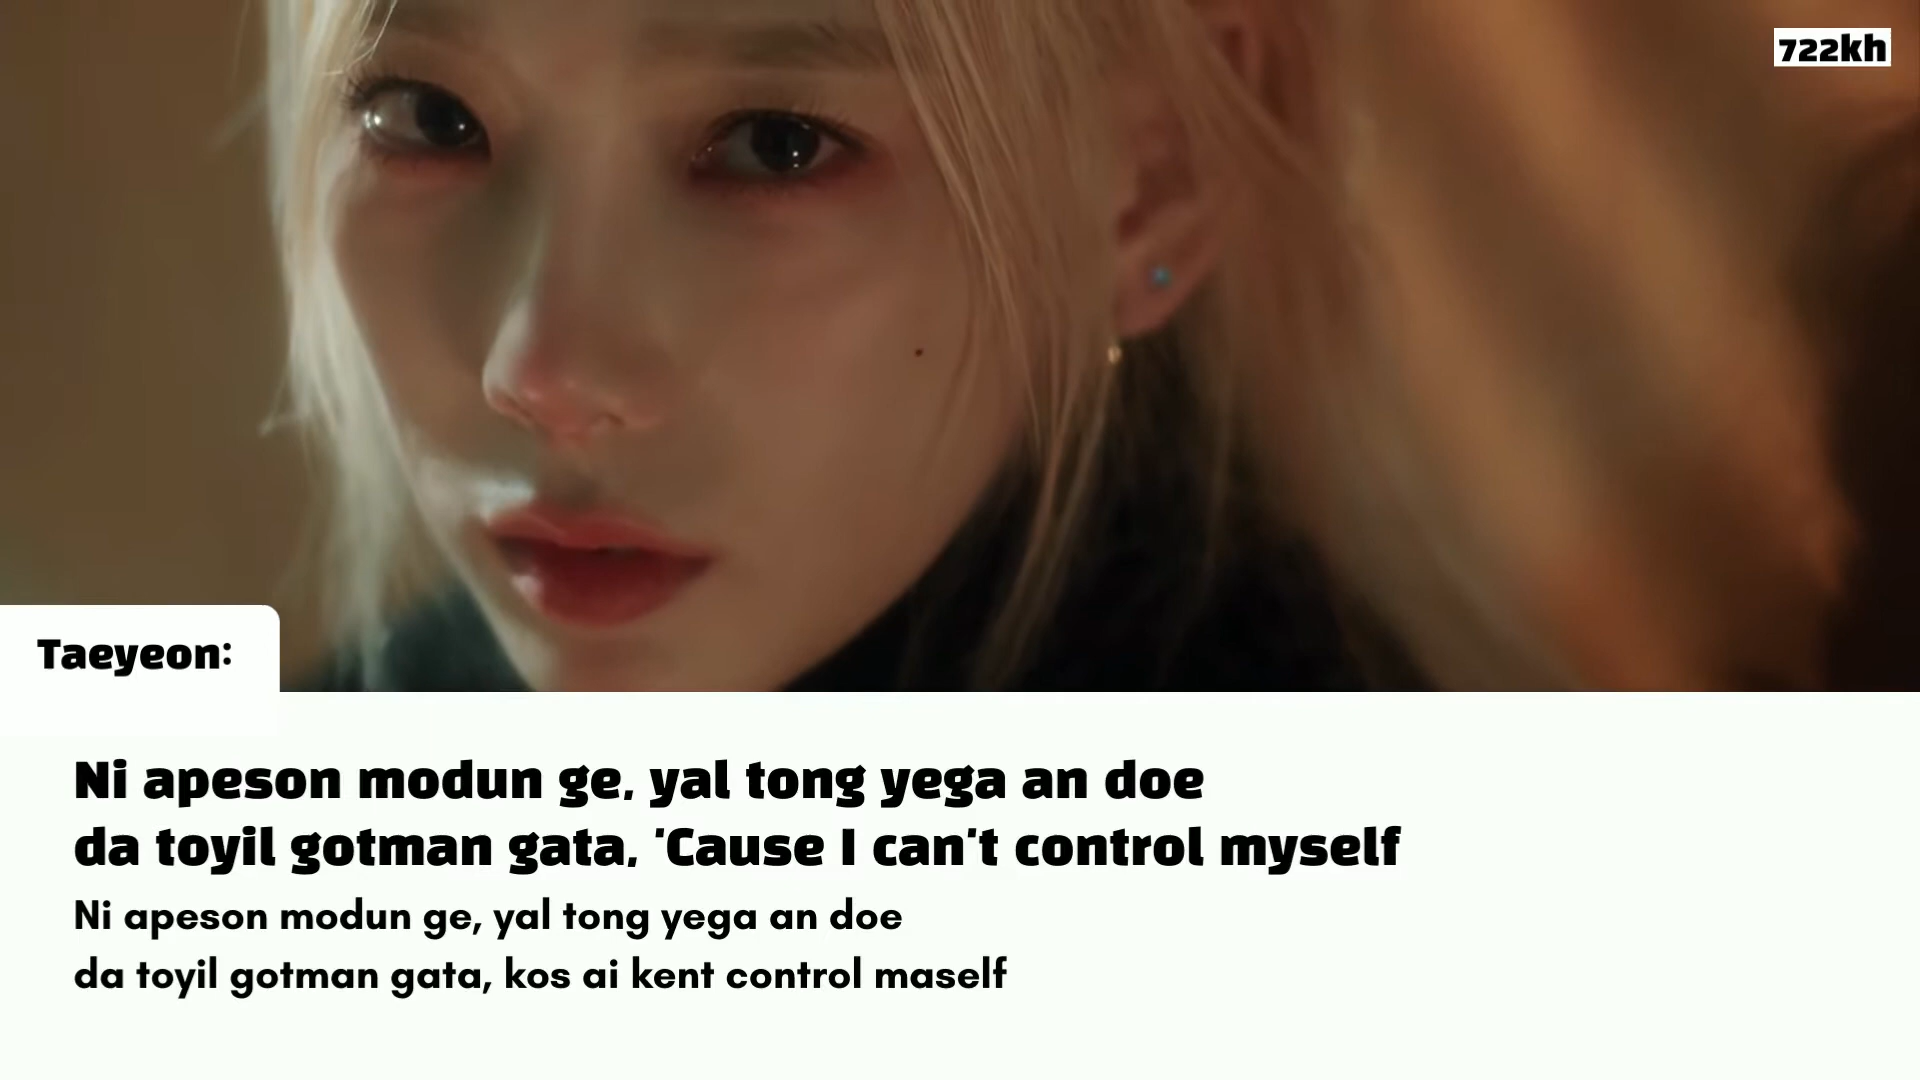 722kh
Taeyeon:
Ni apeson modun ge, yal tong yega an doe
da toyil gotman gata, 'Cause I can't control myself
Ni apeson modun ge, yal tong yega an doe
da toyil gotman gata, kos ai kent control maself